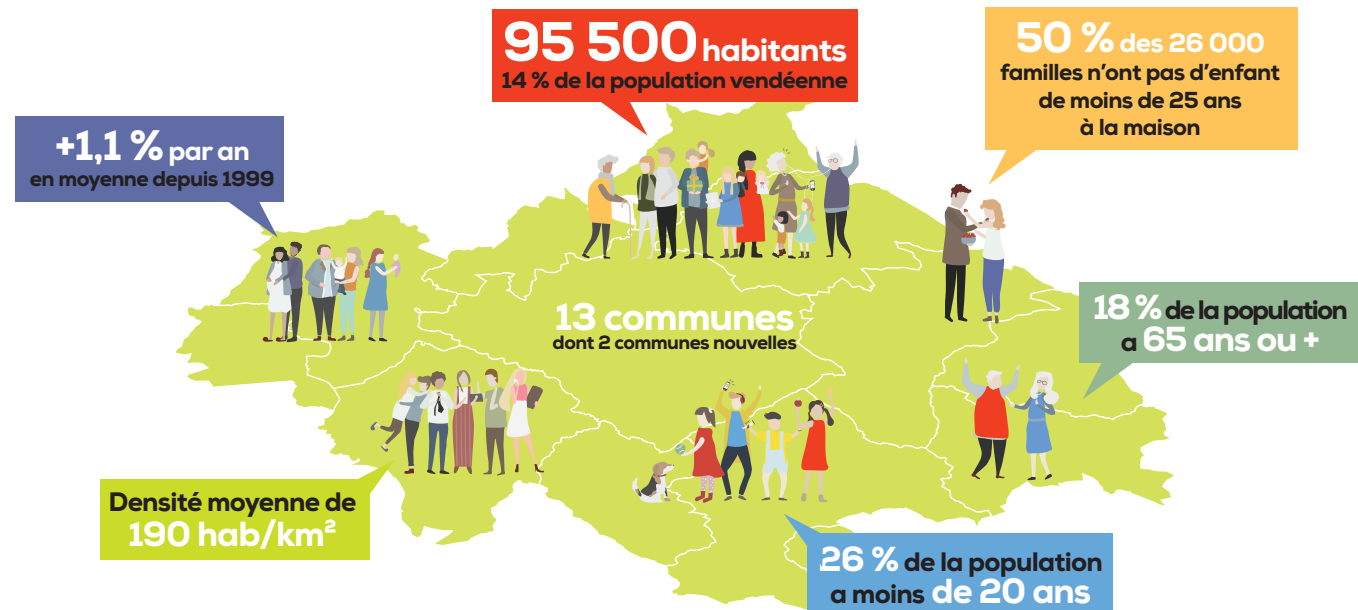 95 500 habitants
14 % de la population vendéenne
50 % des 26 000
familles n'ont pas d'enfant
de moins de 25 ans
à la maison
+1,1 % par an
en moyenne depuis 1999
13 communes
dont 2 communes nouvelles
18 % de la population
a 65 ans ou +
Densité moyenne de
190 hab/km²
26 % de la population
a moins de 20 ans